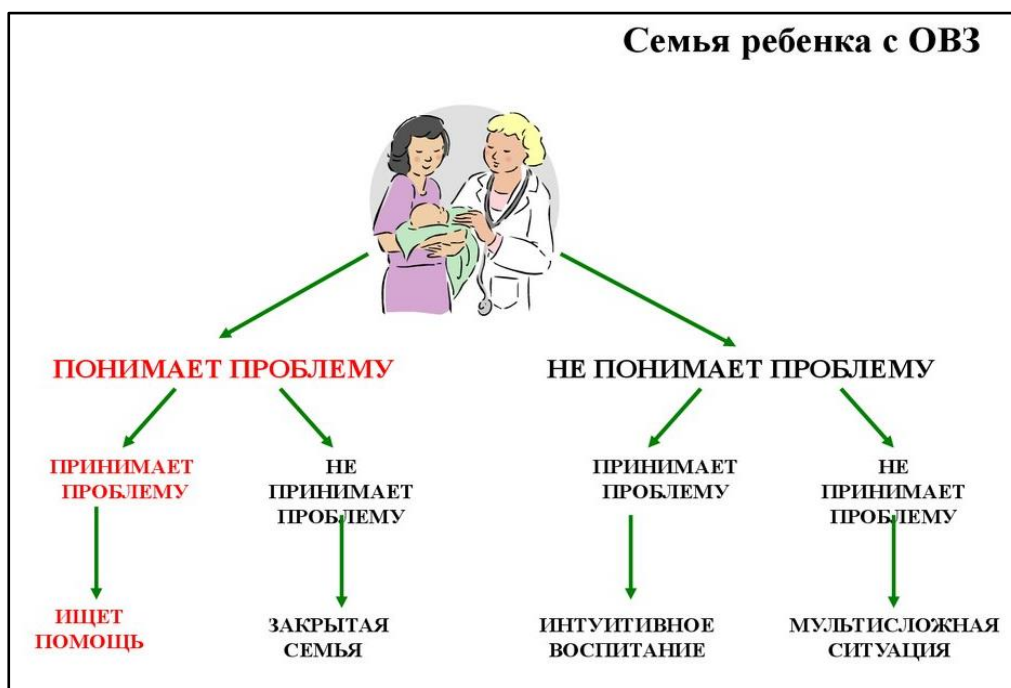 Семья ребенка с ОВЗ
ПОНИМАЕТ ПРОБЛЕМУ
НЕ ПОНИМАЕТ ПРОБЛЕМУ
ПРИНИМАЕТ
ПРОБЛЕМУ
НЕ
ПРИНИМАЕТ
ПРОБЛЕМУ
ПРИНИМАЕТ
ПРОБЛЕМУ
НЕ
ПРИНИМАЕТ
ПРОБЛЕМУ
ИЩЕТ
ПОМОЩЬ
ЗАКРЫТАЯ
СЕМЬЯ
ИНТУИТИВНОЕ
ВОСПИТАНИЕ
МУЛЬТИСЛОЖНАЯ
СИТУАЦИЯ